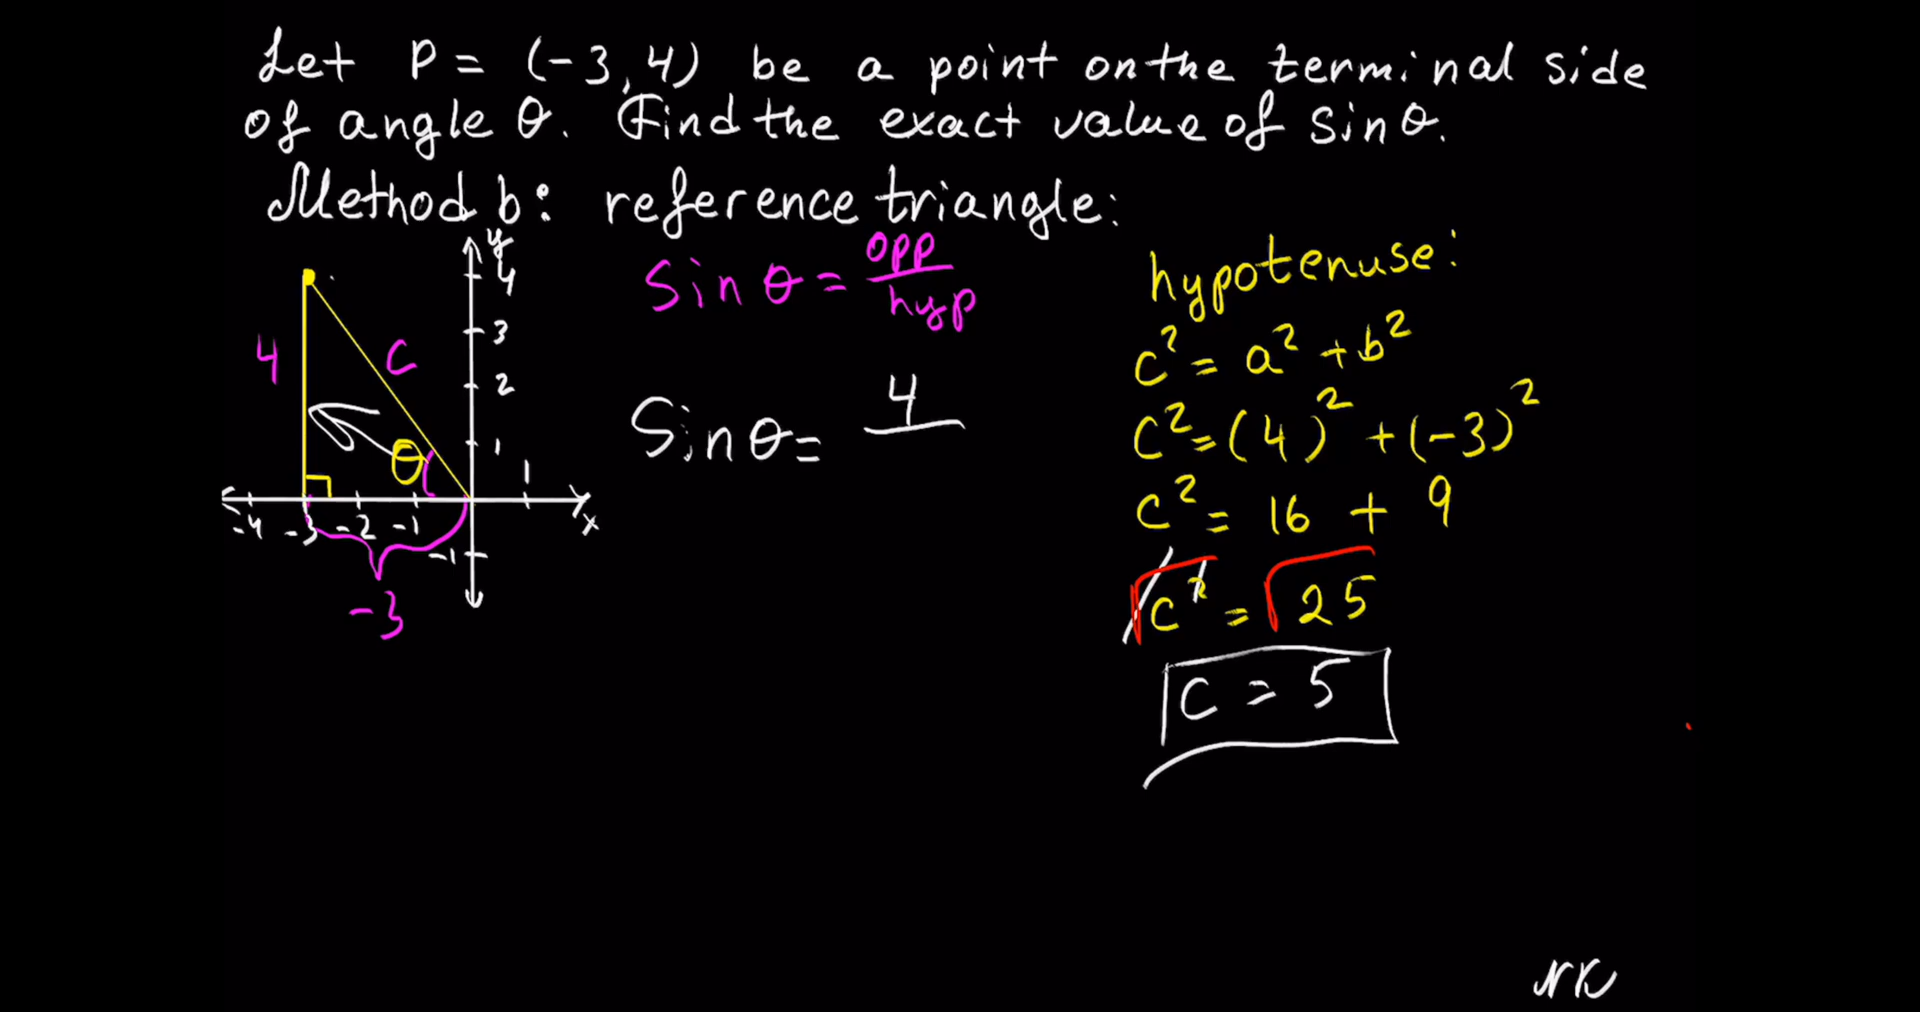 Let P = (-3,4) be a point on the terminal side
of angle θ. Find the exact value of sin θ.
Method b: reference triangle:
y
4
3
2
1
1
-4 -3 -2 -1
-1
x
4
c
θ
-3
Sin θ = opp/hyp
Sin θ = 4/
hypotenuse:
c² = a² + b²
c² = (4)² + (-3)²
c² = 16 + 9
√c² = √25
c = 5
NK